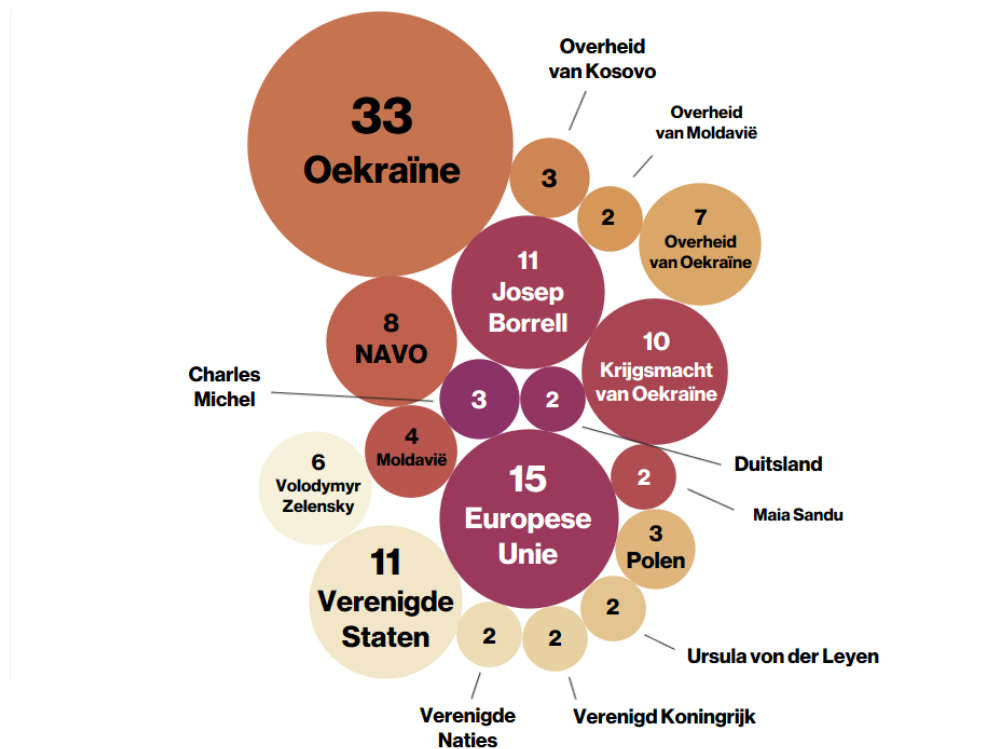 Overheid
van Kosovo
Overheid
van Moldavië
33
Oekraïne
3
2
7
Overheid
van Oekraïne
11
Josep
Borrell
8
NAVO
10
Krijgsmacht
van Oekraïne
Charles
Michel
3
2
4
Moldavië
6
Volodymyr
Zelensky
15
Europese
Unie
Duitsland
2
Maia Sandu
3
Polen
11
Verenigde
Staten
2
2
2
Ursula von der Leyen
Verenigde
Naties
Verenigd Koningrijk